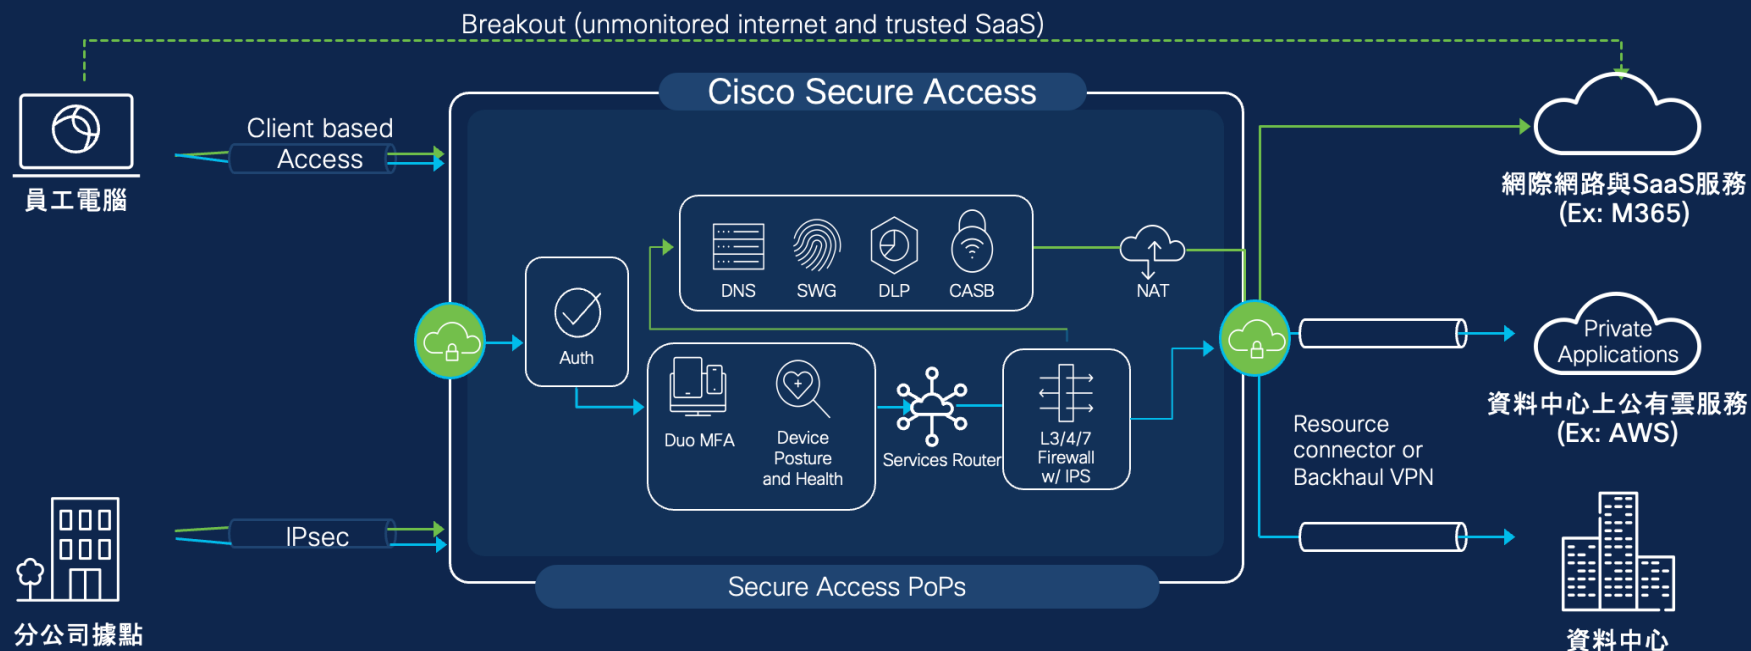 Breakout (unmonitored internet and trusted SaaS)
Cisco Secure Access
Client based
Access
員工電腦
網際網路與SaaS服務
(Ex: M365)
DNS
SWG
DLP
CASB
NAT
Auth
Private
Applications
資料中心上公有雲服務
(Ex: AWS)
Duo MFA
Device
Posture
and Health
Services Router
L3/4/7
Firewall
w/ IPS
Resource
connector or
Backhaul VPN
IPsec
分公司據點
Secure Access PoPs
資料中心